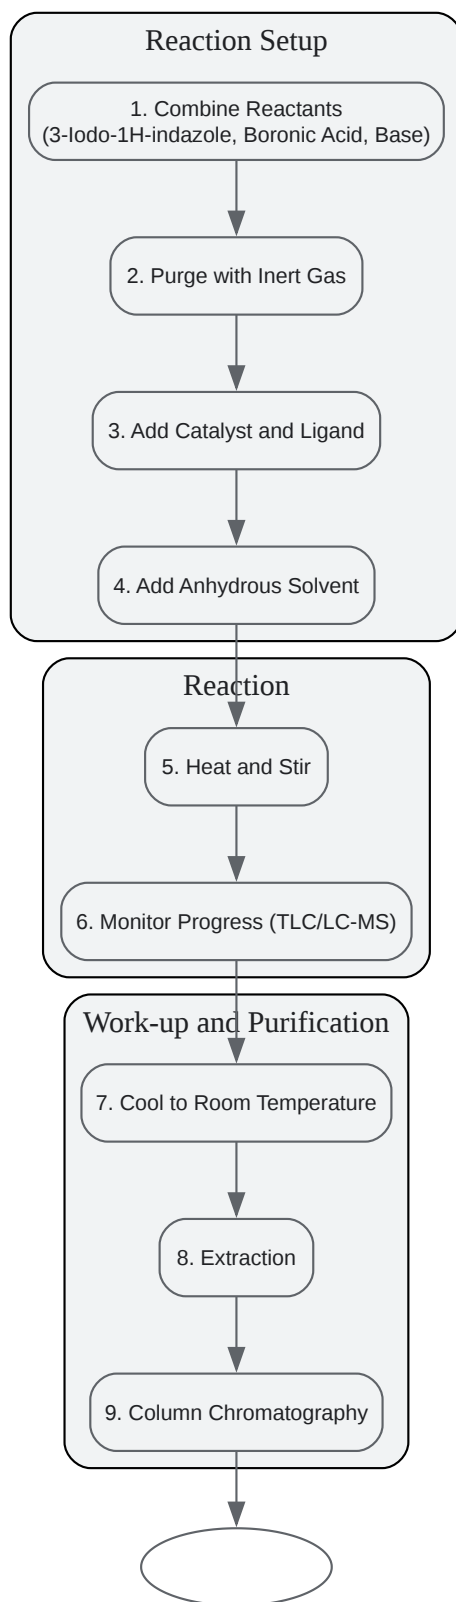 Reaction Setup
1. Combine Reactants
(3-Iodo-1H-indazole, Boronic Acid, Base)
2. Purge with Inert Gas
3. Add Catalyst and Ligand
4. Add Anhydrous Solvent
Reaction
5. Heat and Stir
6. Monitor Progress (TLC/LC-MS)
Work-up and Purification
7. Cool to Room Temperature
8. Extraction
9. Column Chromatography